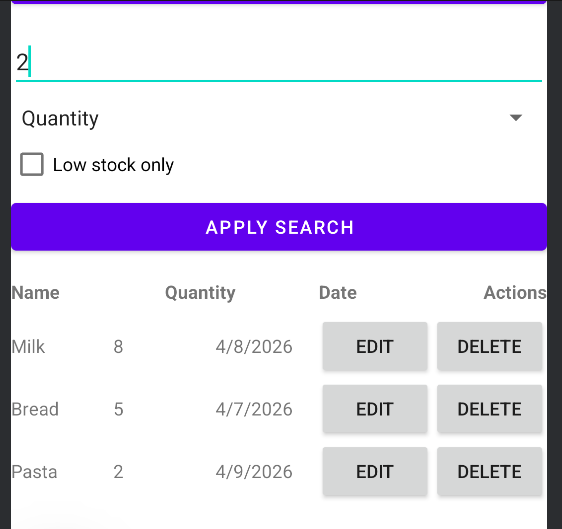 2
Quantity
Low stock only
APPLY SEARCH
Name Quantity Date Actions
Milk 8 4/8/2026 EDIT DELETE
Bread 5 4/7/2026 EDIT DELETE
Pasta 2 4/9/2026 EDIT DELETE